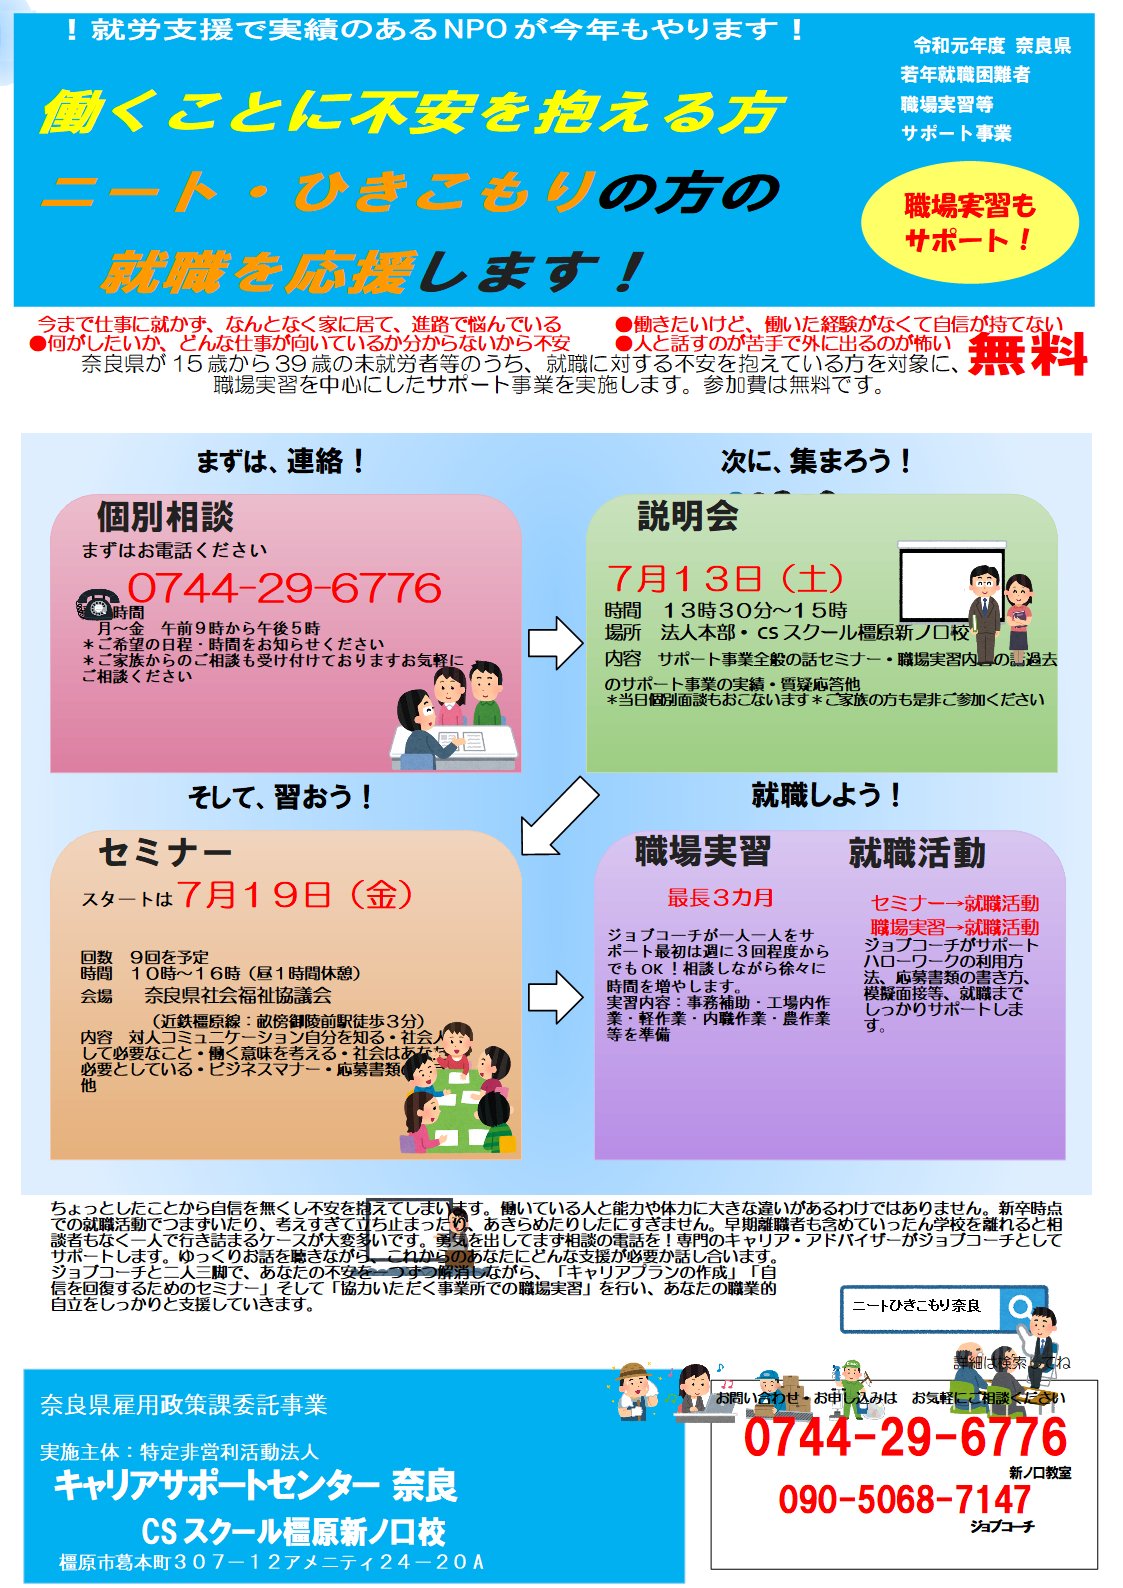 ！就労支援で実績のあるNPOが今年もやります！
令和元年度 奈良県
若年就職困難者
職場実習等
サポート事業
働くことに不安を抱える方
ニート・ひきこもりの方の
就職を応援します！
職場実習も
サポート！
今まで仕事に就かず、なんとなく家に居て、進路で悩んでいる
●何がしたいか、どんな仕事が向いているか分からないから不安
●働きたいけど、働いた経験がなくて自信が持てない
●人と話すのが苦手で外に出るのが怖い
無料
奈良県が15歳から39歳の未就労者等のうち、就職に対する不安を抱えている方を対象に、
職場実習を中心にしたサポート事業を実施します。参加費は無料です。
まずは、連絡！
個別相談
まずはお電話ください
0744-29-6776
時間
月～金　午前９時から午後５時
＊ご希望の日程・時間をお知らせください
＊ご家族からのご相談も受け付けておりますお気軽に
ご相談ください
次に、集まろう！
説明会
７月１３日（土）
時間　１３時３０分～１５時
場所　法人本部・CSスクール橿原新ノ口校
内容　サポート事業全般の話セミナー・職場実習内の話過去
のサポート事業の実績・質疑応答他
＊当日個別面談もおこないます＊ご家族の方も是非ご参加ください
そして、習おう！
セミナー
スタートは７月１９日（金）
回数　９回を予定
時間　１０時～１６時（昼１時間休憩）
会場　奈良県社会福祉協議会
（近鉄橿原線：畝傍御陵前駅徒歩３分）
内容　対人コミュニケーション自分を知る・社会人
して必要なこと・働く意味を考える・社会はあなた
必要としている・ビジネスマナー・応募書類
他
就職しよう！
職場実習
最長３カ月
ジョブコーチが一人一人をサ
ポート最初は週に３回程度から
でもOK！相談しながら徐々に
時間を増やします。
実習内容：事務補助・工場内作
業・軽作業・内職作業・農作業
等を準備
就職活動
セミナー→就職活動
職場実習→就職活動
ジョブコーチがサポート
ハローワークの利用方
法、応募書類の書き方、
模擬面接等、就職まで
しっかりサポートしま
す。
ちょっとしたことから自信を無くし不安を抱えてしまいます。働いている人と能力や体力に大きな違いがあるわけではありません。新卒時点
での就職活動でつまずいたり、考えすぎて立ち止まったり、あきらめたりしたにすぎません。早期離職者も含めていったん学校を離れると相
談者もなく一人で行き詰まるケースが大変多いです。勇気を出してまず相談の電話を！専門のキャリア・アドバイザーがジョブコーチとして
サポートします。ゆっくりお話を聴きながら、これからのあなたにどんな支援が必要か話し合います。
ジョブコーチと二人三脚で、あなたの不安を一つずつ解消しながら、「キャリアプランの作成」「自
信を回復するためのセミナー」そして「協力いただく事業所での職場実習」を行い、あなたの職業的
自立をしっかりと支援していきます。
ニートひきこもり奈良
詳細は検索してね
奈良県雇用政策課委託事業
実施主体：特定非営利活動法人
キャリアサポートセンター 奈良
CSスクール橿原新ノ口校
橿原市葛本町３０７－１２アメニティ２４－２０A
お問い合わせ・お申し込みは　お気軽にご相談ください
0744-29-6776
新ノ口教室
090-5068-7147
ジョブコーチ